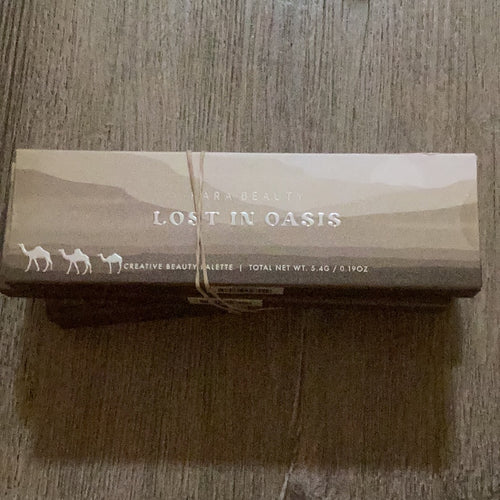 ARA BEAUTY
LOST IN OASIS
CREATIVE BEAUTY PALETTE | TOTAL NET WT. 5.4G / 0.19OZ